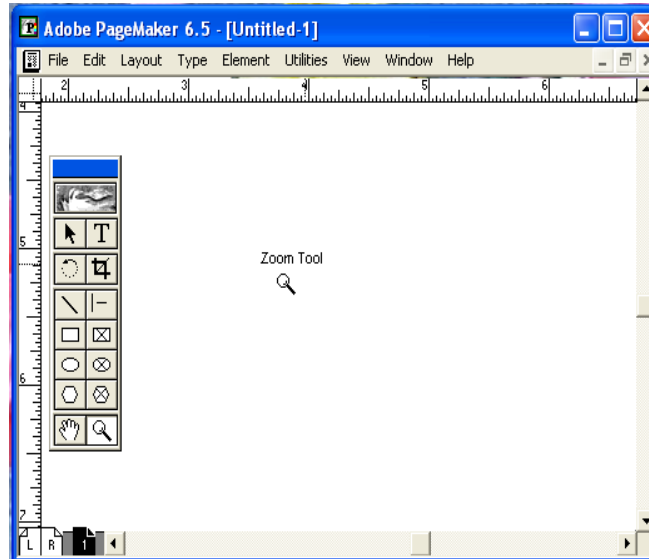 Adobe PageMaker 6.5 - [Untitled-1]
File Edit Layout Type Element Utilities View Window Help
2 3 4 5 6
4
T
5
Zoom Tool
6
7
L R 1